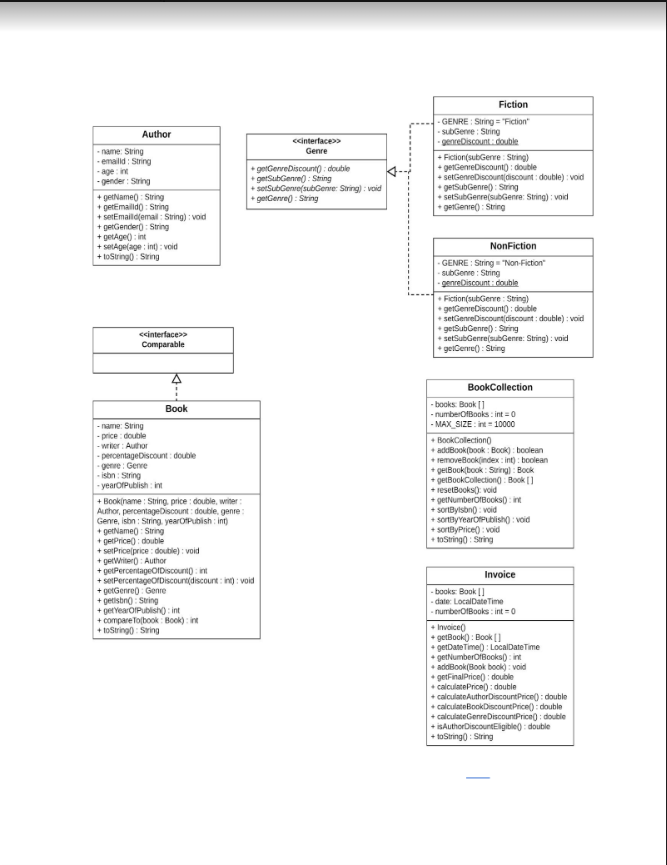 Author
- name: String
- emailId : String
- age : int
- gender : String
+ getName() : String
+ getEmailId() : String
+ setEmailId(email : String) : void
+ getGender() : String
+ getAge() : int
+ setAge(age : int) : void
+ toString() : String
<<interface>>
Genre
+ getGenreDiscount() : double
+ getSubGenre() : String
+ setSubGenre(subGenre: String) : void
+ getGenre() : String
Fiction
- GENRE : String = "Fiction"
- subGenre : String
- genreDiscount : double
+ Fiction(subGenre : String)
+ getGenreDiscount() : double
+ setGenreDiscount(discount : double) : void
+ getSubGenre() : String
+ setSubGenre(subGenre: String) : void
+ getGenre() : String
NonFiction
- GENRE : String = "Non-Fiction"
- subGenre : String
- genreDiscount : double
+ Fiction(subGenre : String)
+ getGenreDiscount() : double
+ setGenreDiscount(discount : double) : void
+ getSubGenre() : String
+ setSubGenre(subGenre: String) : void
+ getGenre() : String
<<interface>>
Comparable
Book
- name: String
- price : double
- writer : Author
- percentageDiscount : double
- genre : Genre
- isbn : String
- yearOfPublish : int
+ Book(name : String, price : double, writer :
Author, percentageDiscount : double, genre :
Genre, isbn : String, yearOfPublish : int)
+ getName() : String
+ getPrice() : double
+ setPrice(price : double) : void
+ getWriter() : Author
+ getPercentageOfDiscount() : int
+ setPercentageOfDiscount(discount : int) : void
+ getGenre() : Genre
+ getIsbn() : String
+ getYearOfPublish() : int
+ compareTo(book : Book) : int
+ toString() : String
BookCollection
- books: Book [ ]
- numberOfBooks : int = 0
- MAX_SIZE : int = 10000
+ BookCollection()
+ addBook(book : Book) : boolean
+ removeBook(index : int) : boolean
+ getBook(book : String) : Book
+ getBookCollection() : Book [ ]
+ resetBooks(): void
+ getNumberOfBooks() : int
+ sortByIsbn() : void
+ sortByYearOfPublish() : void
+ sortByPrice() : void
+ toString() : String
Invoice
- books: Book [ ]
- date: LocalDateTime
- numberOfBooks : int = 0
+ Invoice()
+ getBook() : Book [ ]
+ getDateTime() : LocalDateTime
+ getNumberOfBooks() : int
+ addBook(Book book) : void
+ getFinalPrice() : double
+ calculatePrice() : double
+ calculateAuthorDiscountPrice() : double
+ calculateBookDiscountPrice() : double
+ calculateGenreDiscountPrice() : double
+ isAuthorDiscountEligible() : double
+ toString() : String